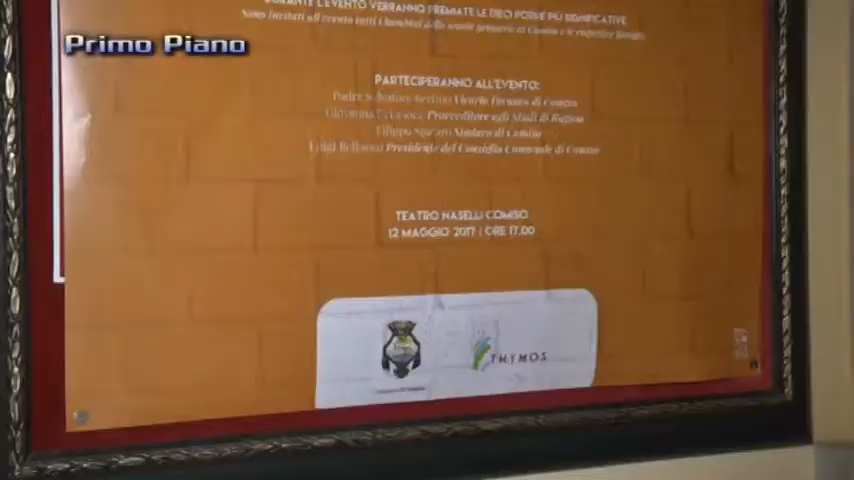 Primo Piano
DURANTE L'EVENTO VERRANNO PREMIATE LE DIECI POESIE PIÙ SIGNIFICATIVE
Sono invitati all'evento tutti i bambini delle scuole primarie di Comiso e le rispettive famiglie
PARTECIPERANNO ALL'EVENTO:
Padre Salvatore Vicario Foraneo di Comiso
Giovanna Provveditore agli Studi di Ragusa
Filippo Spataro Sindaco di Comiso
Luigi Bellassai Presidente del Consiglio Comunale di Comiso
TEATRO NASELLI COMISO
12 MAGGIO 2017 | ORE 17.00
THYMOS